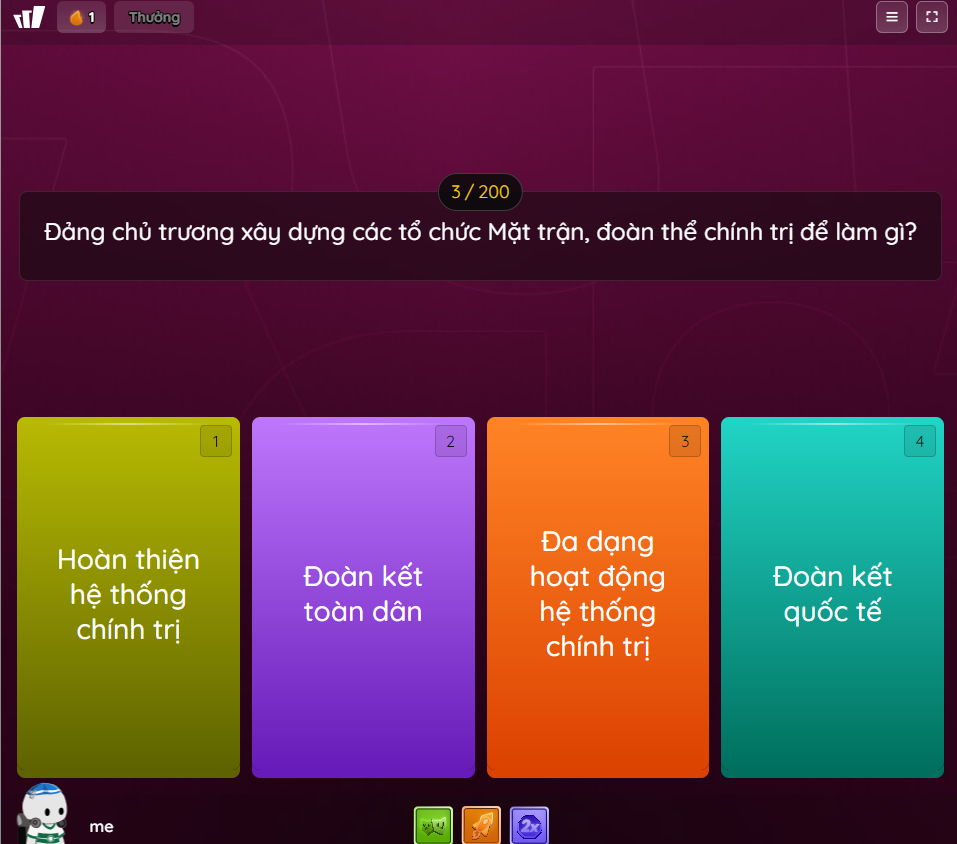 1
Thưởng
3 / 200
Đảng chủ trương xây dựng các tổ chức Mặt trận, đoàn thể chính trị để làm gì?
1
Hoàn thiện
hệ thống
chính trị
2
Đoàn kết
toàn dân
3
Đa dạng
hoạt động
hệ thống
chính trị
4
Đoàn kết
quốc tế
me
2x